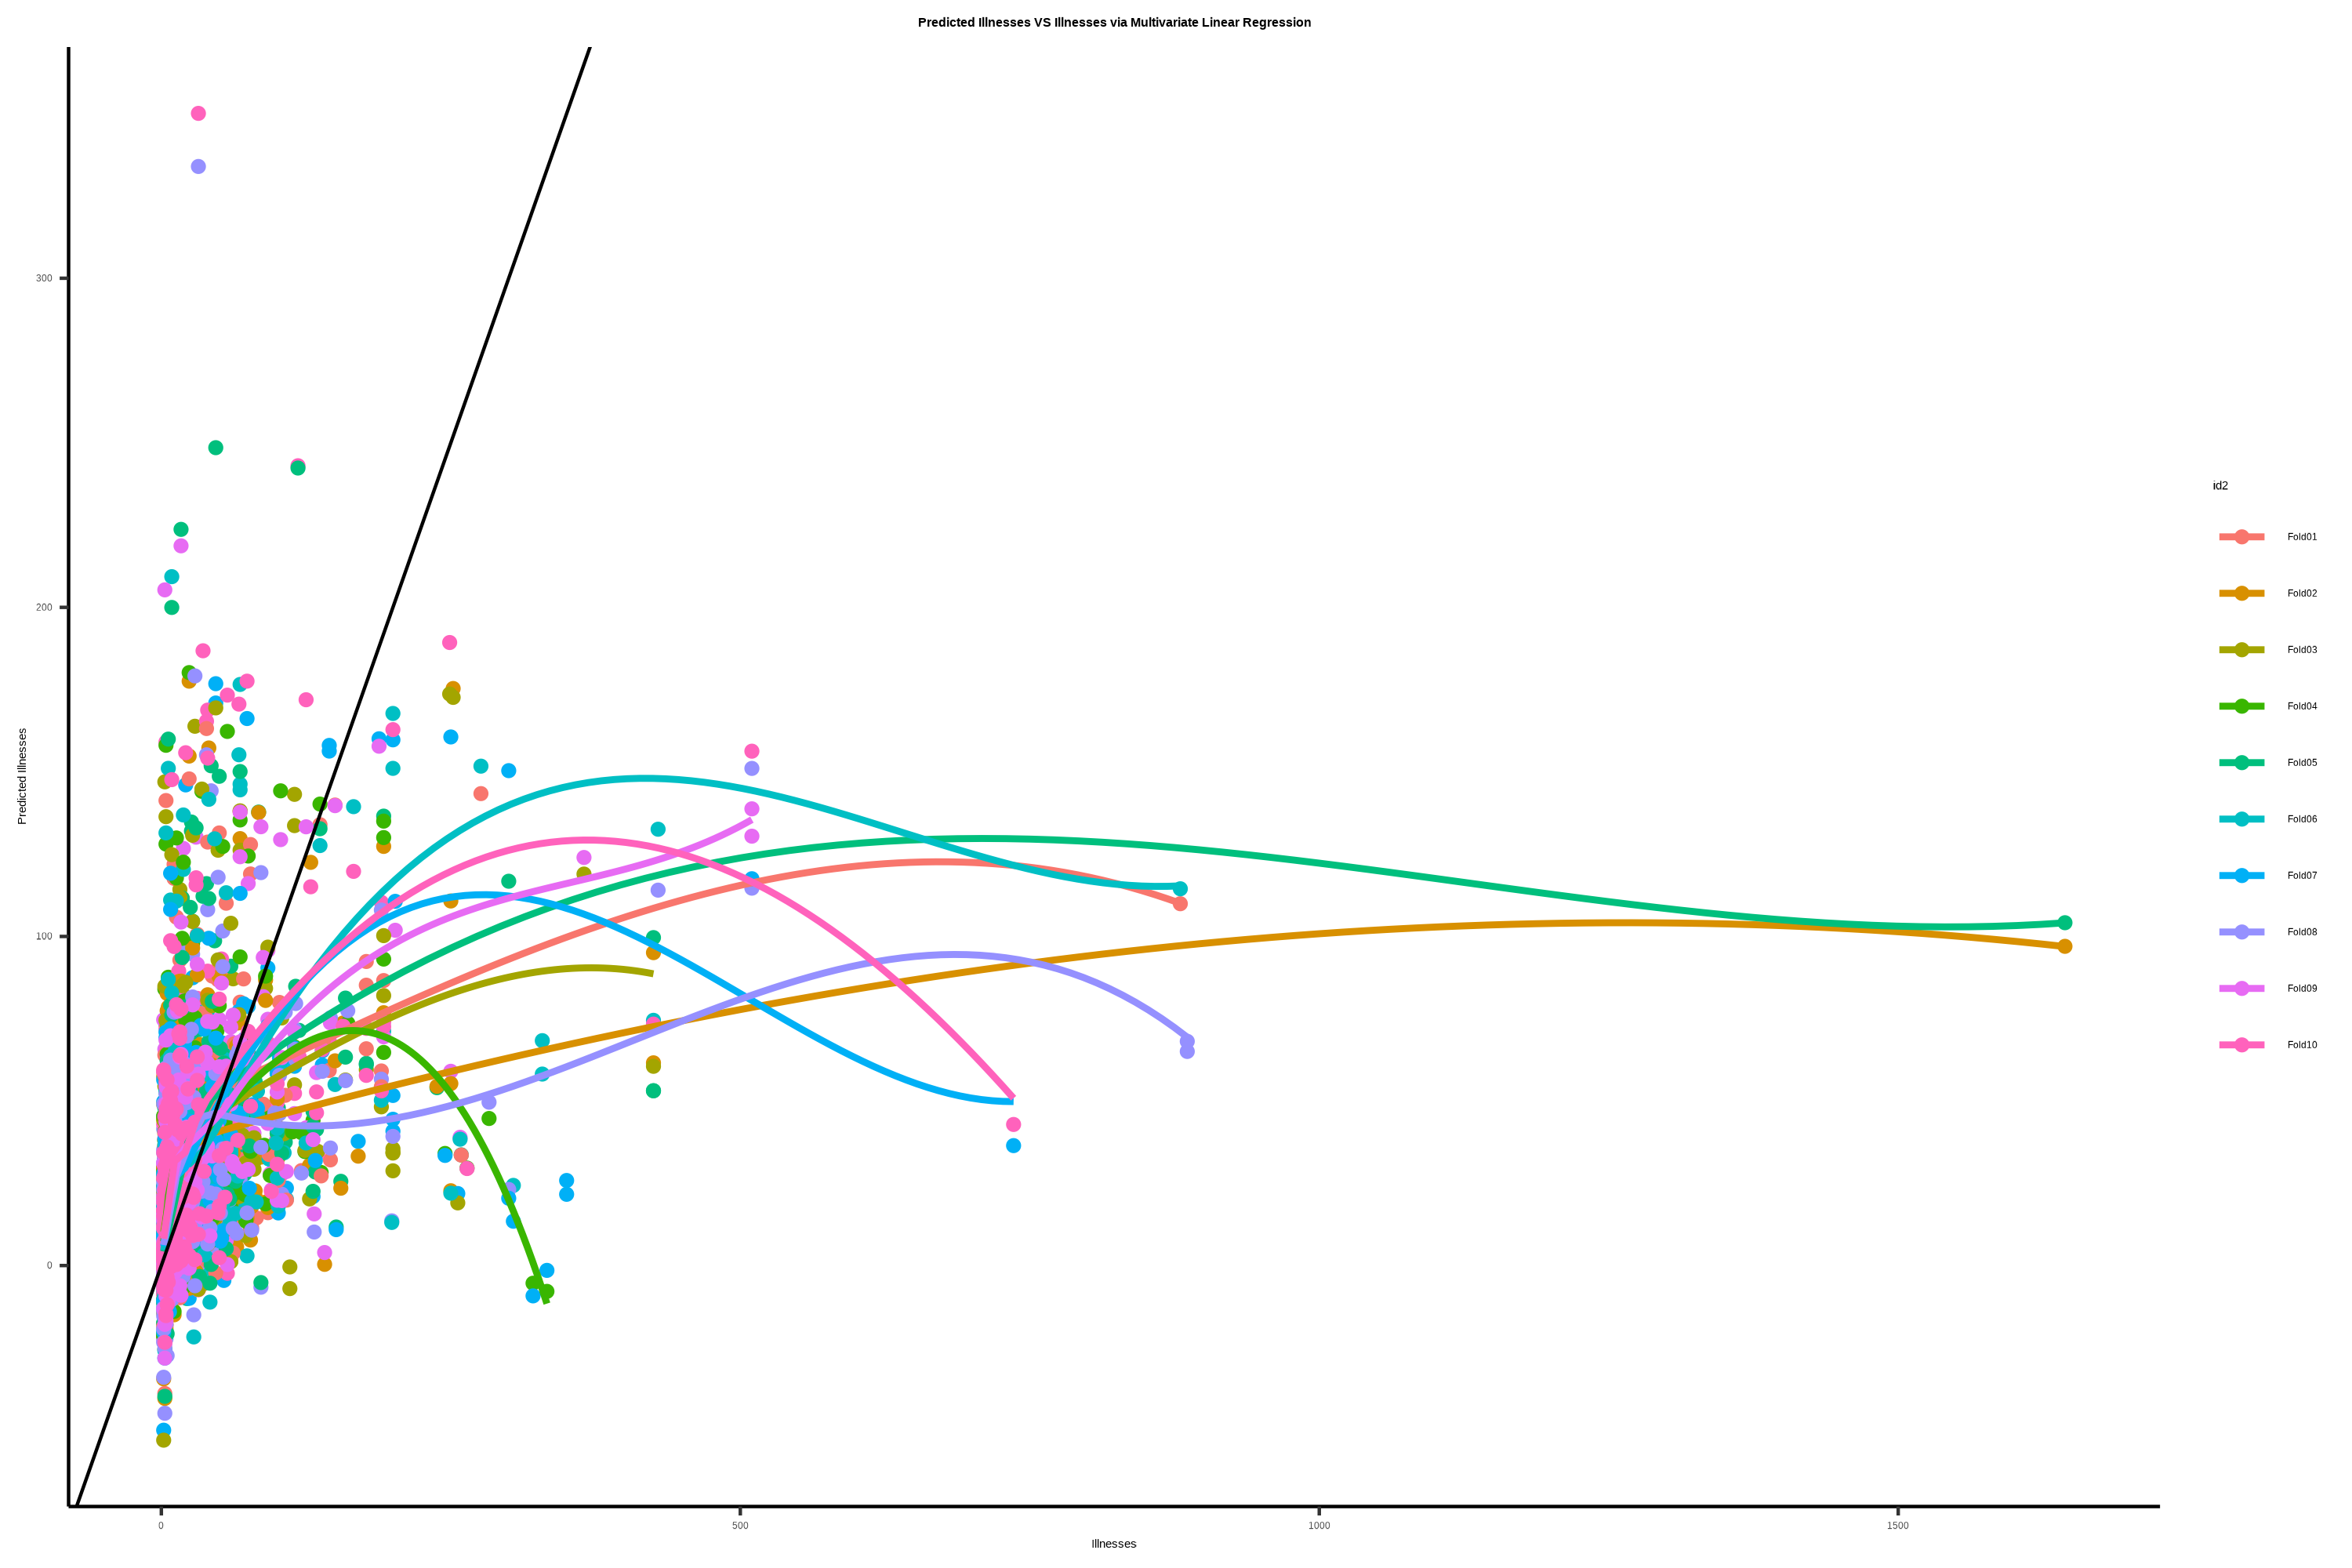 Predicted Illnesses VS Illnesses via Multivariate Linear Regression
Predicted Illnesses
300
200
100
0
0
500
1000
1500
Illnesses
id2
Fold01
Fold02
Fold03
Fold04
Fold05
Fold06
Fold07
Fold08
Fold09
Fold10